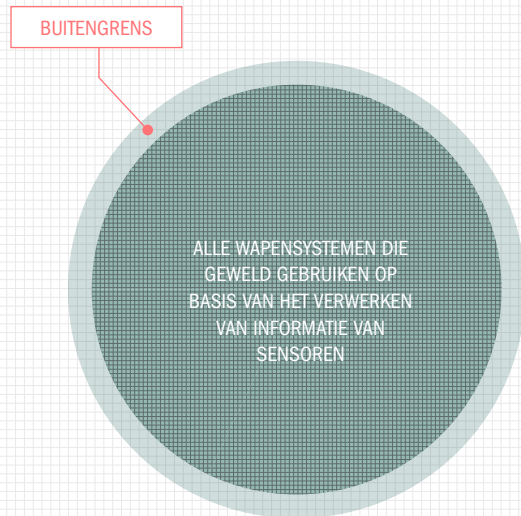 BUITENGRENS
ALLE WAPENSYSTEMEN DIE
GEWELD GEBRUIKEN OP
BASIS VAN HET VERWERKEN
VAN INFORMATIE VAN
SENSOREN